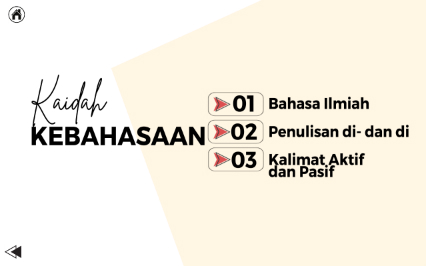 Kaidah
KEBAHASAAN
01 Bahasa Ilmiah
02 Penulisan di- dan di
03 Kalimat Aktif
dan Pasif